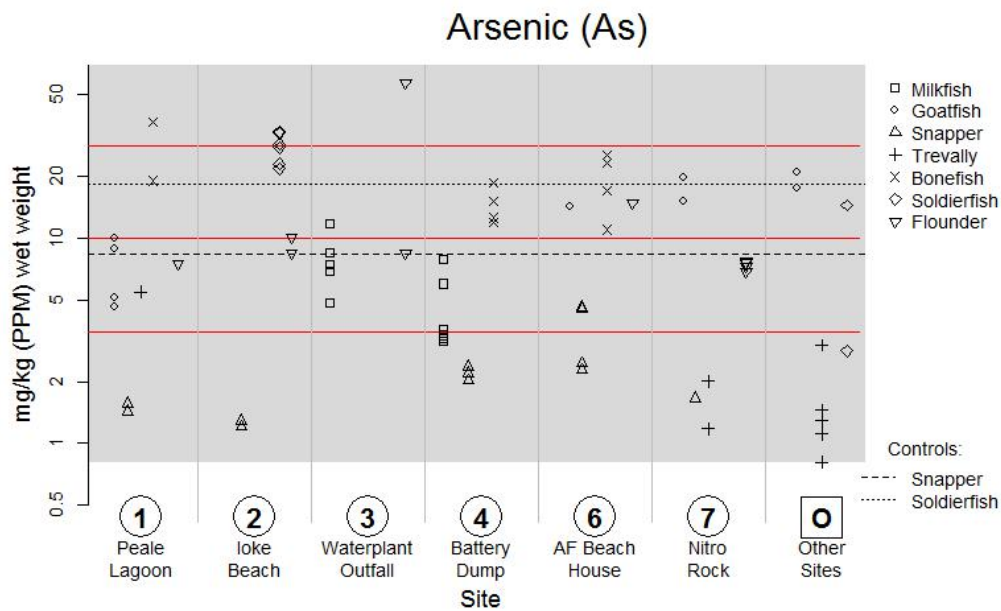 Arsenic (As)
mg/kg (PPM) wet weight
50
20
10
5
2
1
0.5
Milkfish
Goatfish
Snapper
Trevally
Bonefish
Soldierfish
Flounder
Controls:
Snapper
Soldierfish
1
2
3
4
6
7
O
Peale
Lagoon
Ioke
Beach
Waterplant
Outfall
Battery
Dump
AF Beach
House
Nitro
Rock
Other
Sites
Site